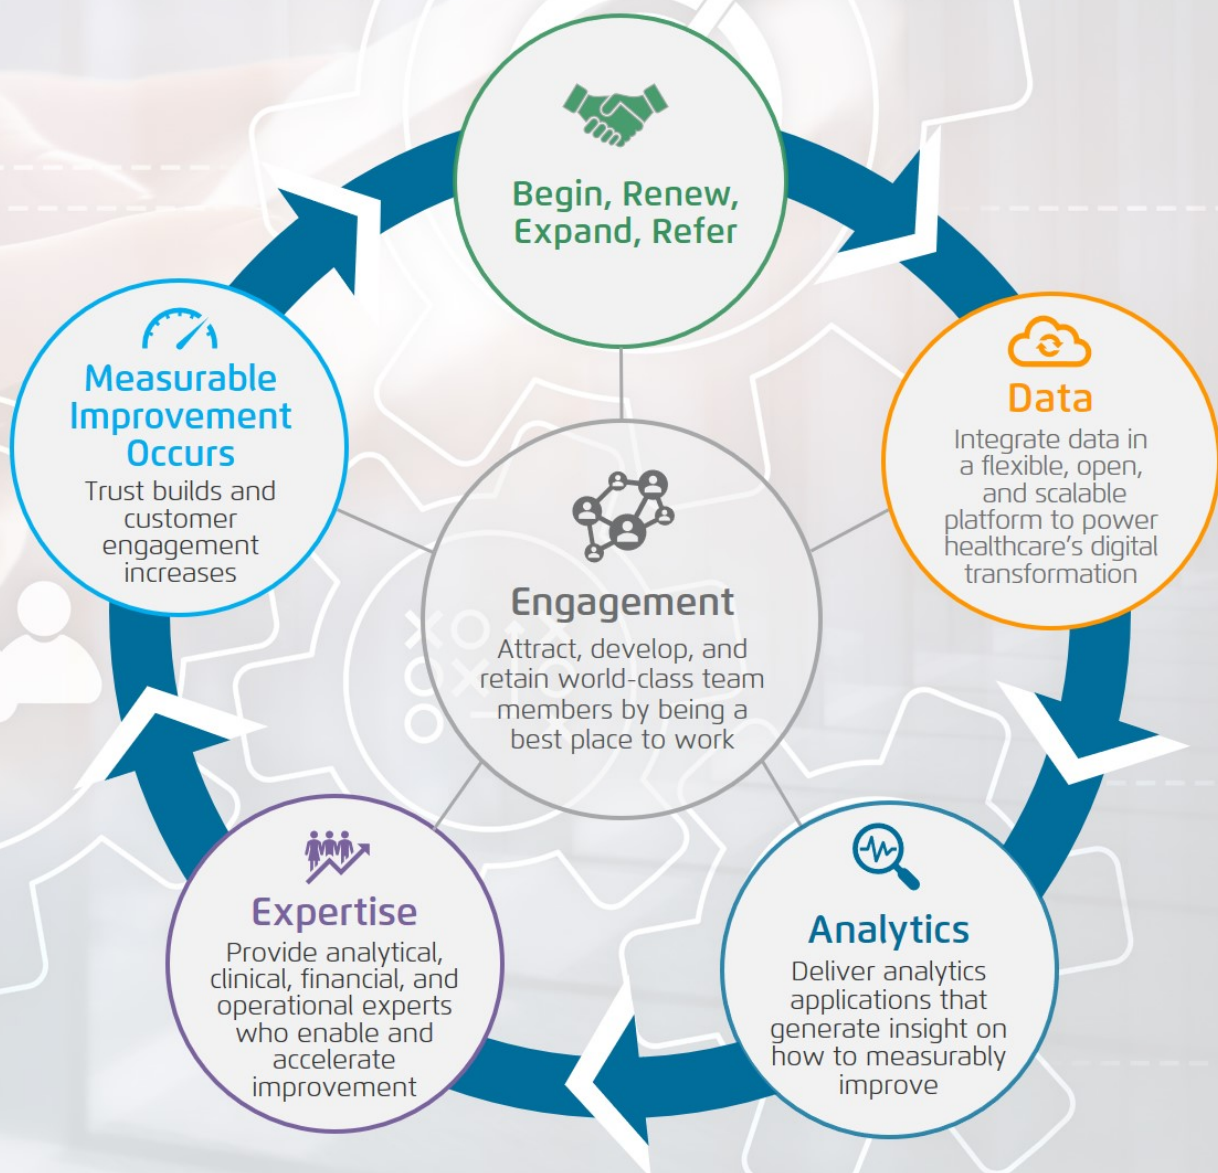 Begin, Renew,
Expand, Refer
Data
Integrate data in
a flexible, open,
and scalable
platform to power
healthcare's digital
transformation
Analytics
Deliver analytics
applications that
generate insight on
how to measurably
improve
Expertise
Provide analytical,
clinical, financial, and
operational experts
who enable and
accelerate
improvement
Measurable
Improvement
Occurs
Trust builds and
customer
engagement
increases
Engagement
Attract, develop, and
retain world-class team
members by being a
best place to work